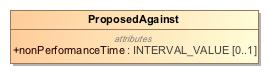 ProposedAgainst
attributes
+nonPerformanceTime : INTERVAL_VALUE [0..1]